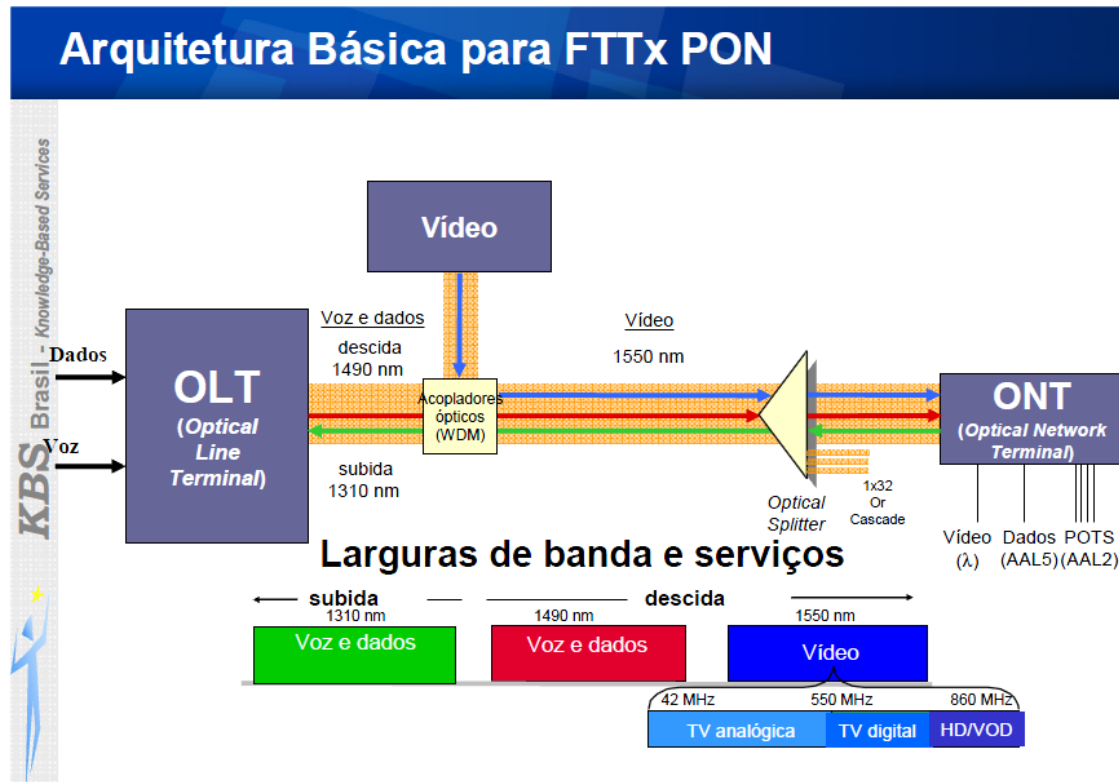 Arquitetura Básica para FTTx PON
KBS Brasil - Knowledge-Based Services
Vídeo
Voz e dados
descida
1490 nm
Vídeo
1550 nm
Dados
Voz
OLT
(Optical
Line
Terminal)
Acopladores
ópticos
(WDM)
ONT
(Optical Network
Terminal)
subida
1310 nm
Optical
Splitter
1x32
Or
Cascade
Vídeo Dados POTS
(λ) (AAL5) (AAL2)
Larguras de banda e serviços
subida descida
1310 nm 1490 nm 1550 nm
Voz e dados Voz e dados Vídeo
42 MHz 550 MHz 860 MHz
TV analógica TV digital HD/VOD